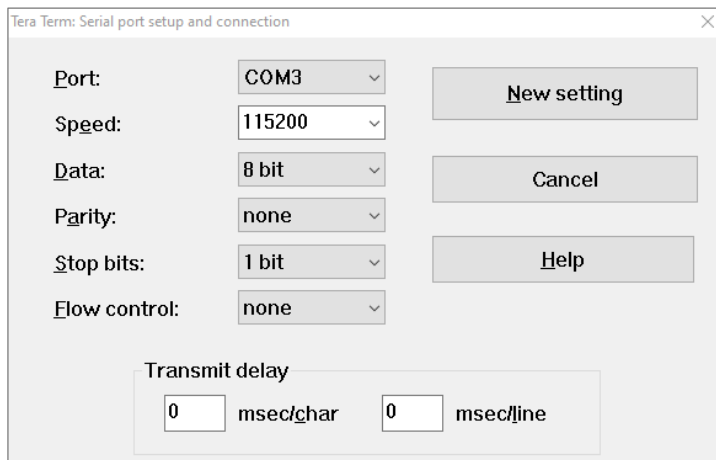 Tera Term: Serial port setup and connection
Port: COM3 New setting
Speed: 115200
Data: 8 bit Cancel
Parity: none
Stop bits: 1 bit Help
Flow control: none
Transmit delay
0 msec/char 0 msec/line